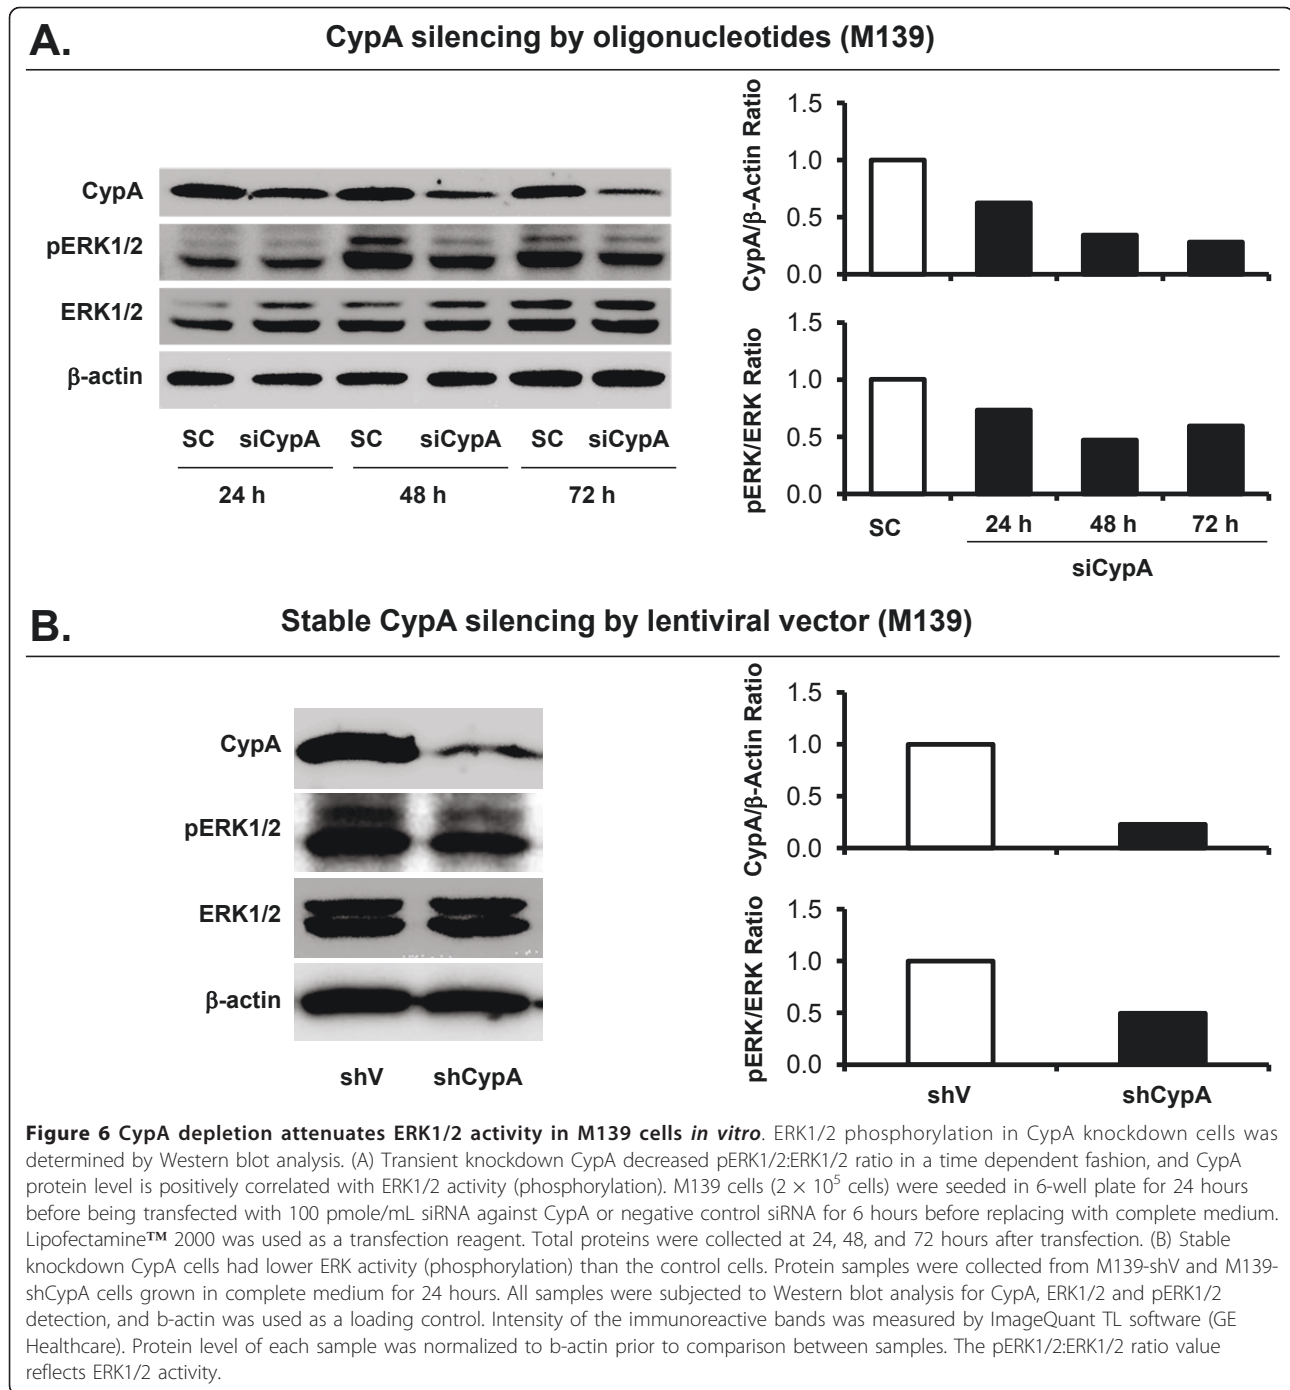 A.
CypA silencing by oligonucleotides (M139)
CypA
pERK1/2
ERK1/2
β-actin
SC siCypA SC siCypA SC siCypA
24 h 48 h 72 h
CypA/β-Actin Ratio
1.5
1.0
0.5
0.0
pERK/ERK Ratio
1.5
1.0
0.5
0.0
SC
24 h 48 h 72 h
siCypA
B.
Stable CypA silencing by lentiviral vector (M139)
CypA
pERK1/2
ERK1/2
β-actin
shV shCypA
CypA/β-Actin Ratio
1.5
1.0
0.5
0.0
pERK/ERK Ratio
1.5
1.0
0.5
0.0
shV shCypA
Figure 6 CypA depletion attenuates ERK1/2 activity in M139 cells in vitro. ERK1/2 phosphorylation in CypA knockdown cells was
determined by Western blot analysis. (A) Transient knockdown CypA decreased pERK1/2:ERK1/2 ratio in a time dependent fashion, and CypA
protein level is positively correlated with ERK1/2 activity (phosphorylation). M139 cells (2 × 10⁵ cells) were seeded in 6-well plate for 24 hours
before being transfected with 100 pmole/mL siRNA against CypA or negative control siRNA for 6 hours before replacing with complete medium.
Lipofectamine™ 2000 was used as a transfection reagent. Total proteins were collected at 24, 48, and 72 hours after transfection. (B) Stable
knockdown CypA cells had lower ERK activity (phosphorylation) than the control cells. Protein samples were collected from M139-shV and M139-
shCypA cells grown in complete medium for 24 hours. All samples were subjected to Western blot analysis for CypA, ERK1/2 and pERK1/2
detection, and b-actin was used as a loading control. Intensity of the immunoreactive bands was measured by ImageQuant TL software (GE
Healthcare). Protein level of each sample was normalized to b-actin prior to comparison between samples. The pERK1/2:ERK1/2 ratio value
reflects ERK1/2 activity.